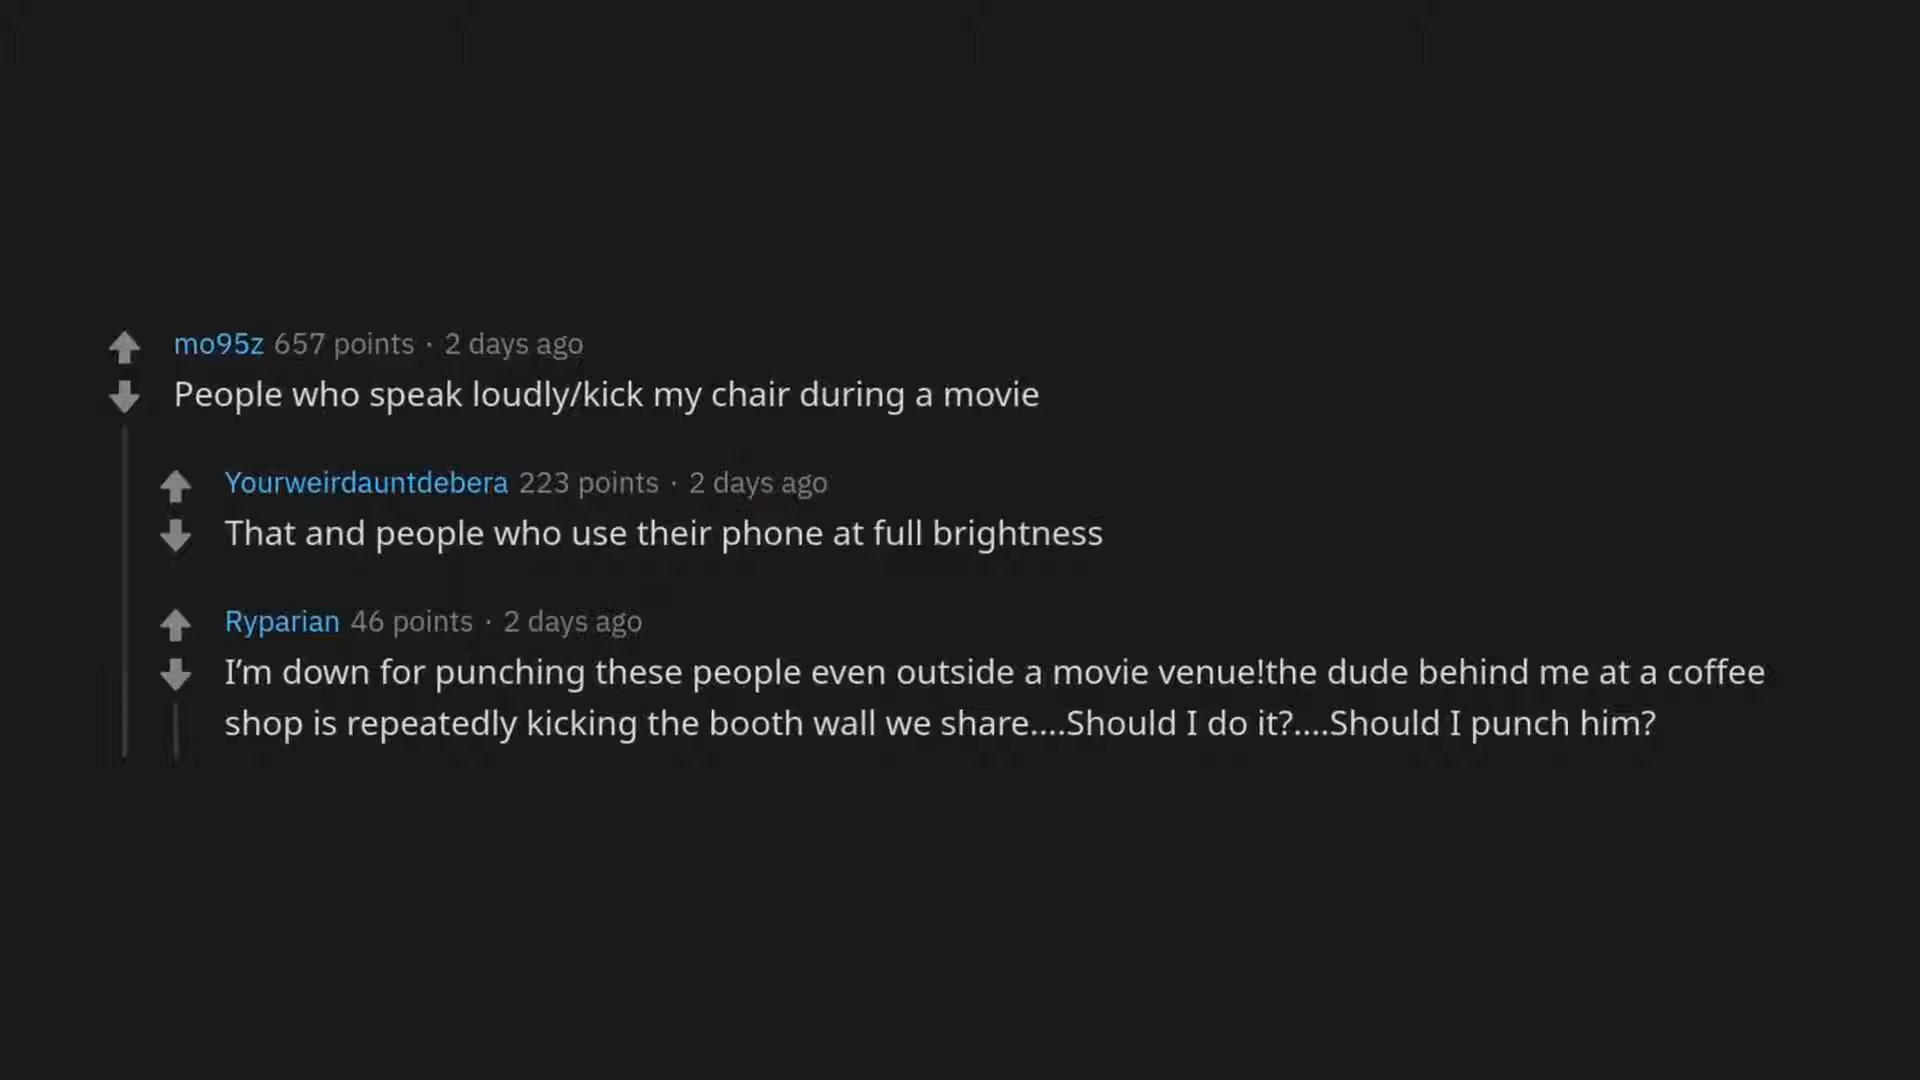 mo95z 657 points · 2 days ago
People who speak loudly/kick my chair during a movie
Yourweirdauntdebera 223 points · 2 days ago
That and people who use their phone at full brightness
Ryparian 46 points · 2 days ago
I’m down for punching these people even outside a movie venue!the dude behind me at a coffee
shop is repeatedly kicking the booth wall we share....Should I do it?....Should I punch him?